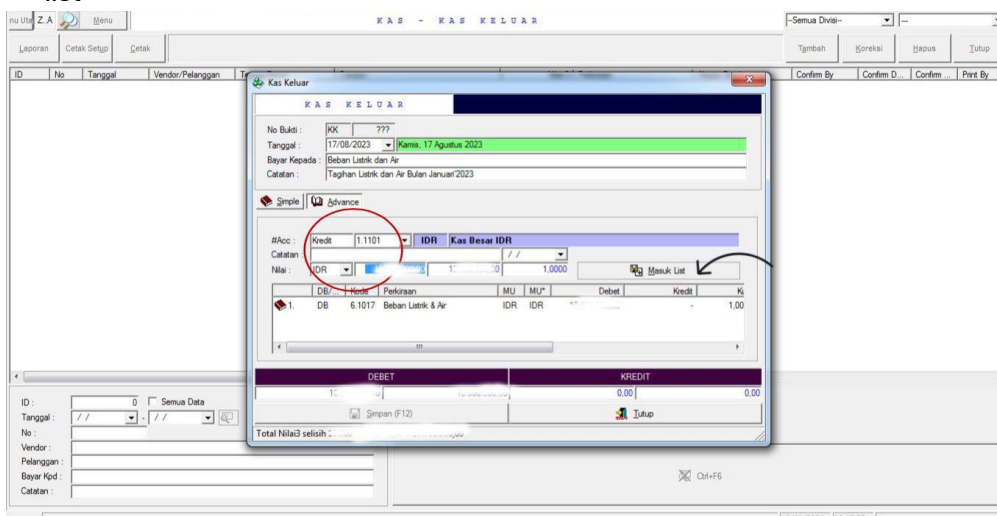 nu Uta Z..A Menu KAS - KAS KELUAR --Semua Divisi-- --
Laporan Cetak Setup Cetak Tambah Koreksi Hapus Tutup
ID No Tanggal Vendor/Pelanggan Confirm By Confirm D... Confirm ... Print By
Kas Keluar
KAS KELUAR
No Bukti : KK ???
Tanggal : 17/08/2023 Kamis, 17 Agustus 2023
Bayar Kepada : Beban Listrik dan Air
Catatan : Tagihan Listrik dan Air Bulan Januari'2023
Simple Advance
#Acc : Kredit 1.1101 IDR Kas Besar IDR
Catatan : / /
Nilai : IDR 1,0000 Masuk List
DB/... Kode Perkiraan MU MU* Debet Kredit
1. DB 6.1017 Beban Listrik & Air IDR IDR - 1,00
DEBET KREDIT
0,00 0,00
Simpan (F12) Tutup
Total Nilai3 selisih
ID : 0 Semua Data
Tanggal : / / - / /
No :
Vendor :
Pelanggan :
Bayar Kpd :
Catatan :
Ctrl+F6